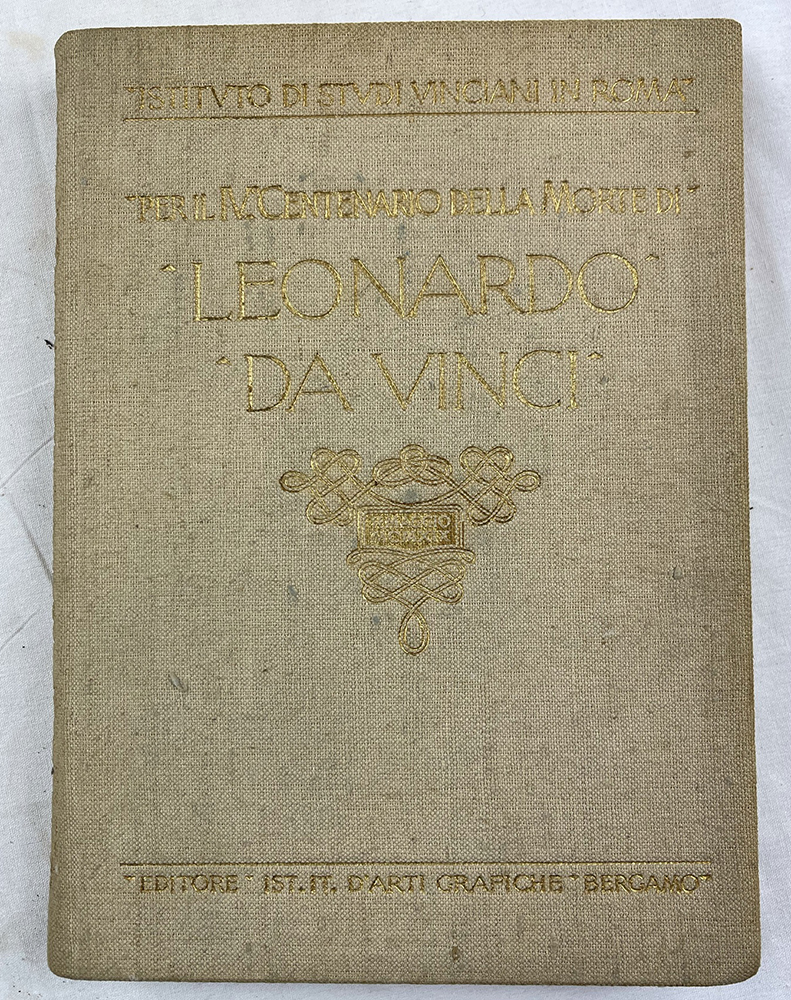 ISTITVTO DI STVDI VINCIANI IN ROMA
PER IL IVº CENTENARIO DELLA MORTE DI
LEONARDO
DA VINCI
EDITORE IST. IT. D'ARTI GRAFICHE BERGAMO